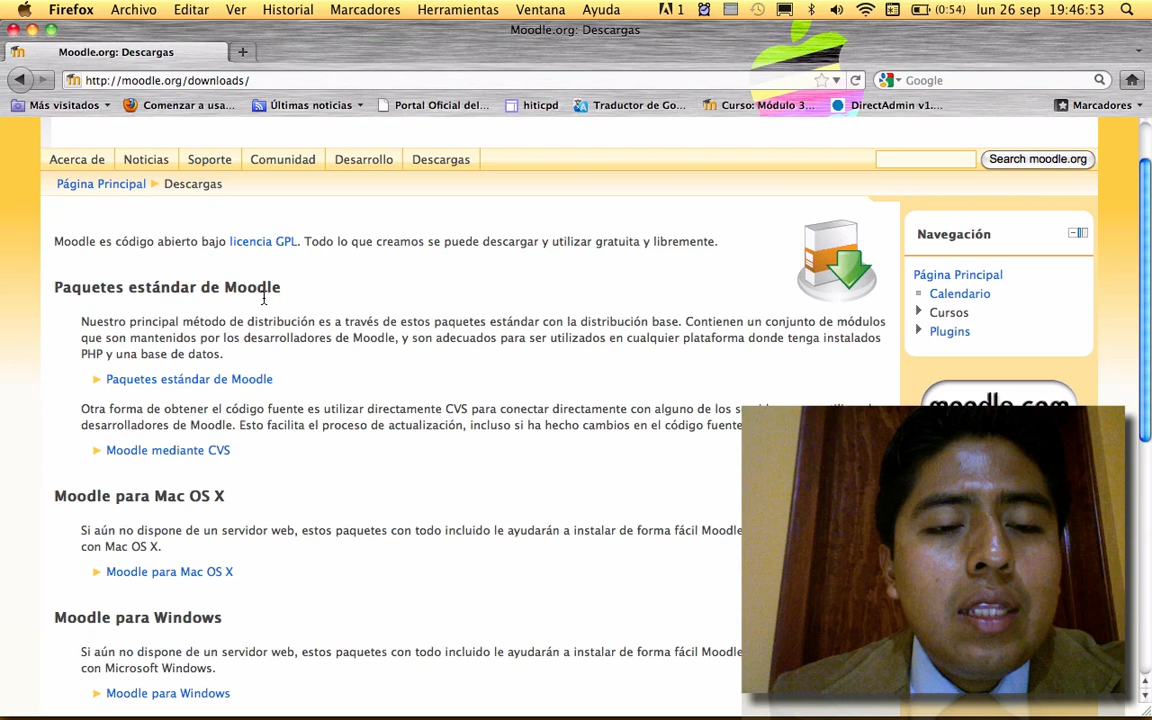 Firefox Archivo Editar Ver Historial Marcadores Herramientas Ventana Ayuda 1 (0:54) lun 26 sep 19:46:53
Moodle.org: Descargas
Moodle.org: Descargas
http://moodle.org/downloads/ Google
Más visitados Comenzar a usa... Últimas noticias Portal Oficial del... hiticpd Traductor de Go... Curso: Módulo 3... DirectAdmin v1.... Marcadores
Acerca de Noticias Soporte Comunidad Desarrollo Descargas Search moodle.org
Página Principal ► Descargas
Moodle es código abierto bajo licencia GPL. Todo lo que creamos se puede descargar y utilizar gratuita y libremente.
Paquetes estándar de Moodle
Nuestro principal método de distribución es a través de estos paquetes estándar con la distribución base. Contienen un conjunto de módulos
que son mantenidos por los desarrolladores de Moodle, y son adecuados para ser utilizados en cualquier plataforma donde tenga instalados
PHP y una base de datos.
► Paquetes estándar de Moodle
Otra forma de obtener el código fuente es utilizar directamente CVS para conectar directamente con alguno de los
desarrolladores de Moodle. Esto facilita el proceso de actualización, incluso si ha hecho cambios en el código fuente
► Moodle mediante CVS
Moodle para Mac OS X
Si aún no dispone de un servidor web, estos paquetes con todo incluido le ayudarán a instalar de forma fácil Moodle
con Mac OS X.
► Moodle para Mac OS X
Moodle para Windows
Si aún no dispone de un servidor web, estos paquetes con todo incluido le ayudarán a instalar de forma fácil Moodle
con Microsoft Windows.
► Moodle para Windows
Navegación
Página Principal
Calendario
Cursos
Plugins
moodle.com